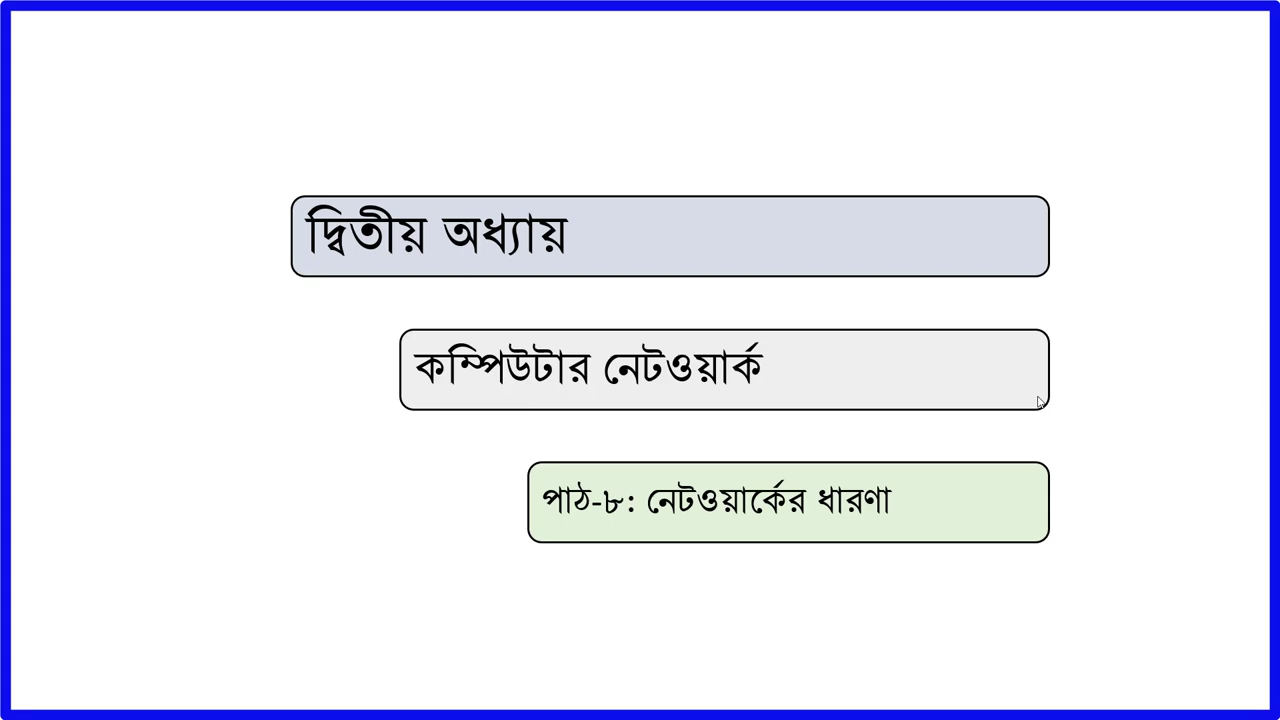 দ্বিতীয় অধ্যায়
কম্পিউটার নেটওয়ার্ক
পাঠ-৮: নেটওয়ার্কের ধারণা